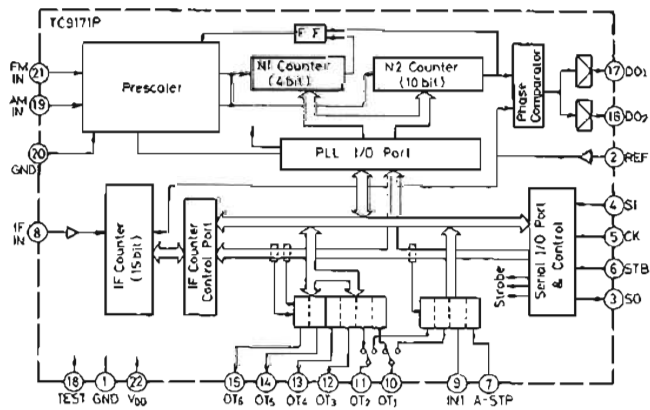 TC9171P
FM
IN
21
AM
IN
19
20
GND
Prescaler
F F
N1 Counter
(4bit)
N2 Counter
(10bit)
Phase
Comparator
17 DO1
DO2
PLL I/O Port
2 REF
IF
IN
8
IF Counter
(15bit)
IF Counter
Control Port
Serial I/O Port
& Control
Strobe
4 SI
5 CK
6 STB
3 SO
18 1 22
TEST GND VDD
15 14 13 12 11 10 9 7
OT6 OT5 OT4 OT3 OT2 OT1 IN1 A-STP